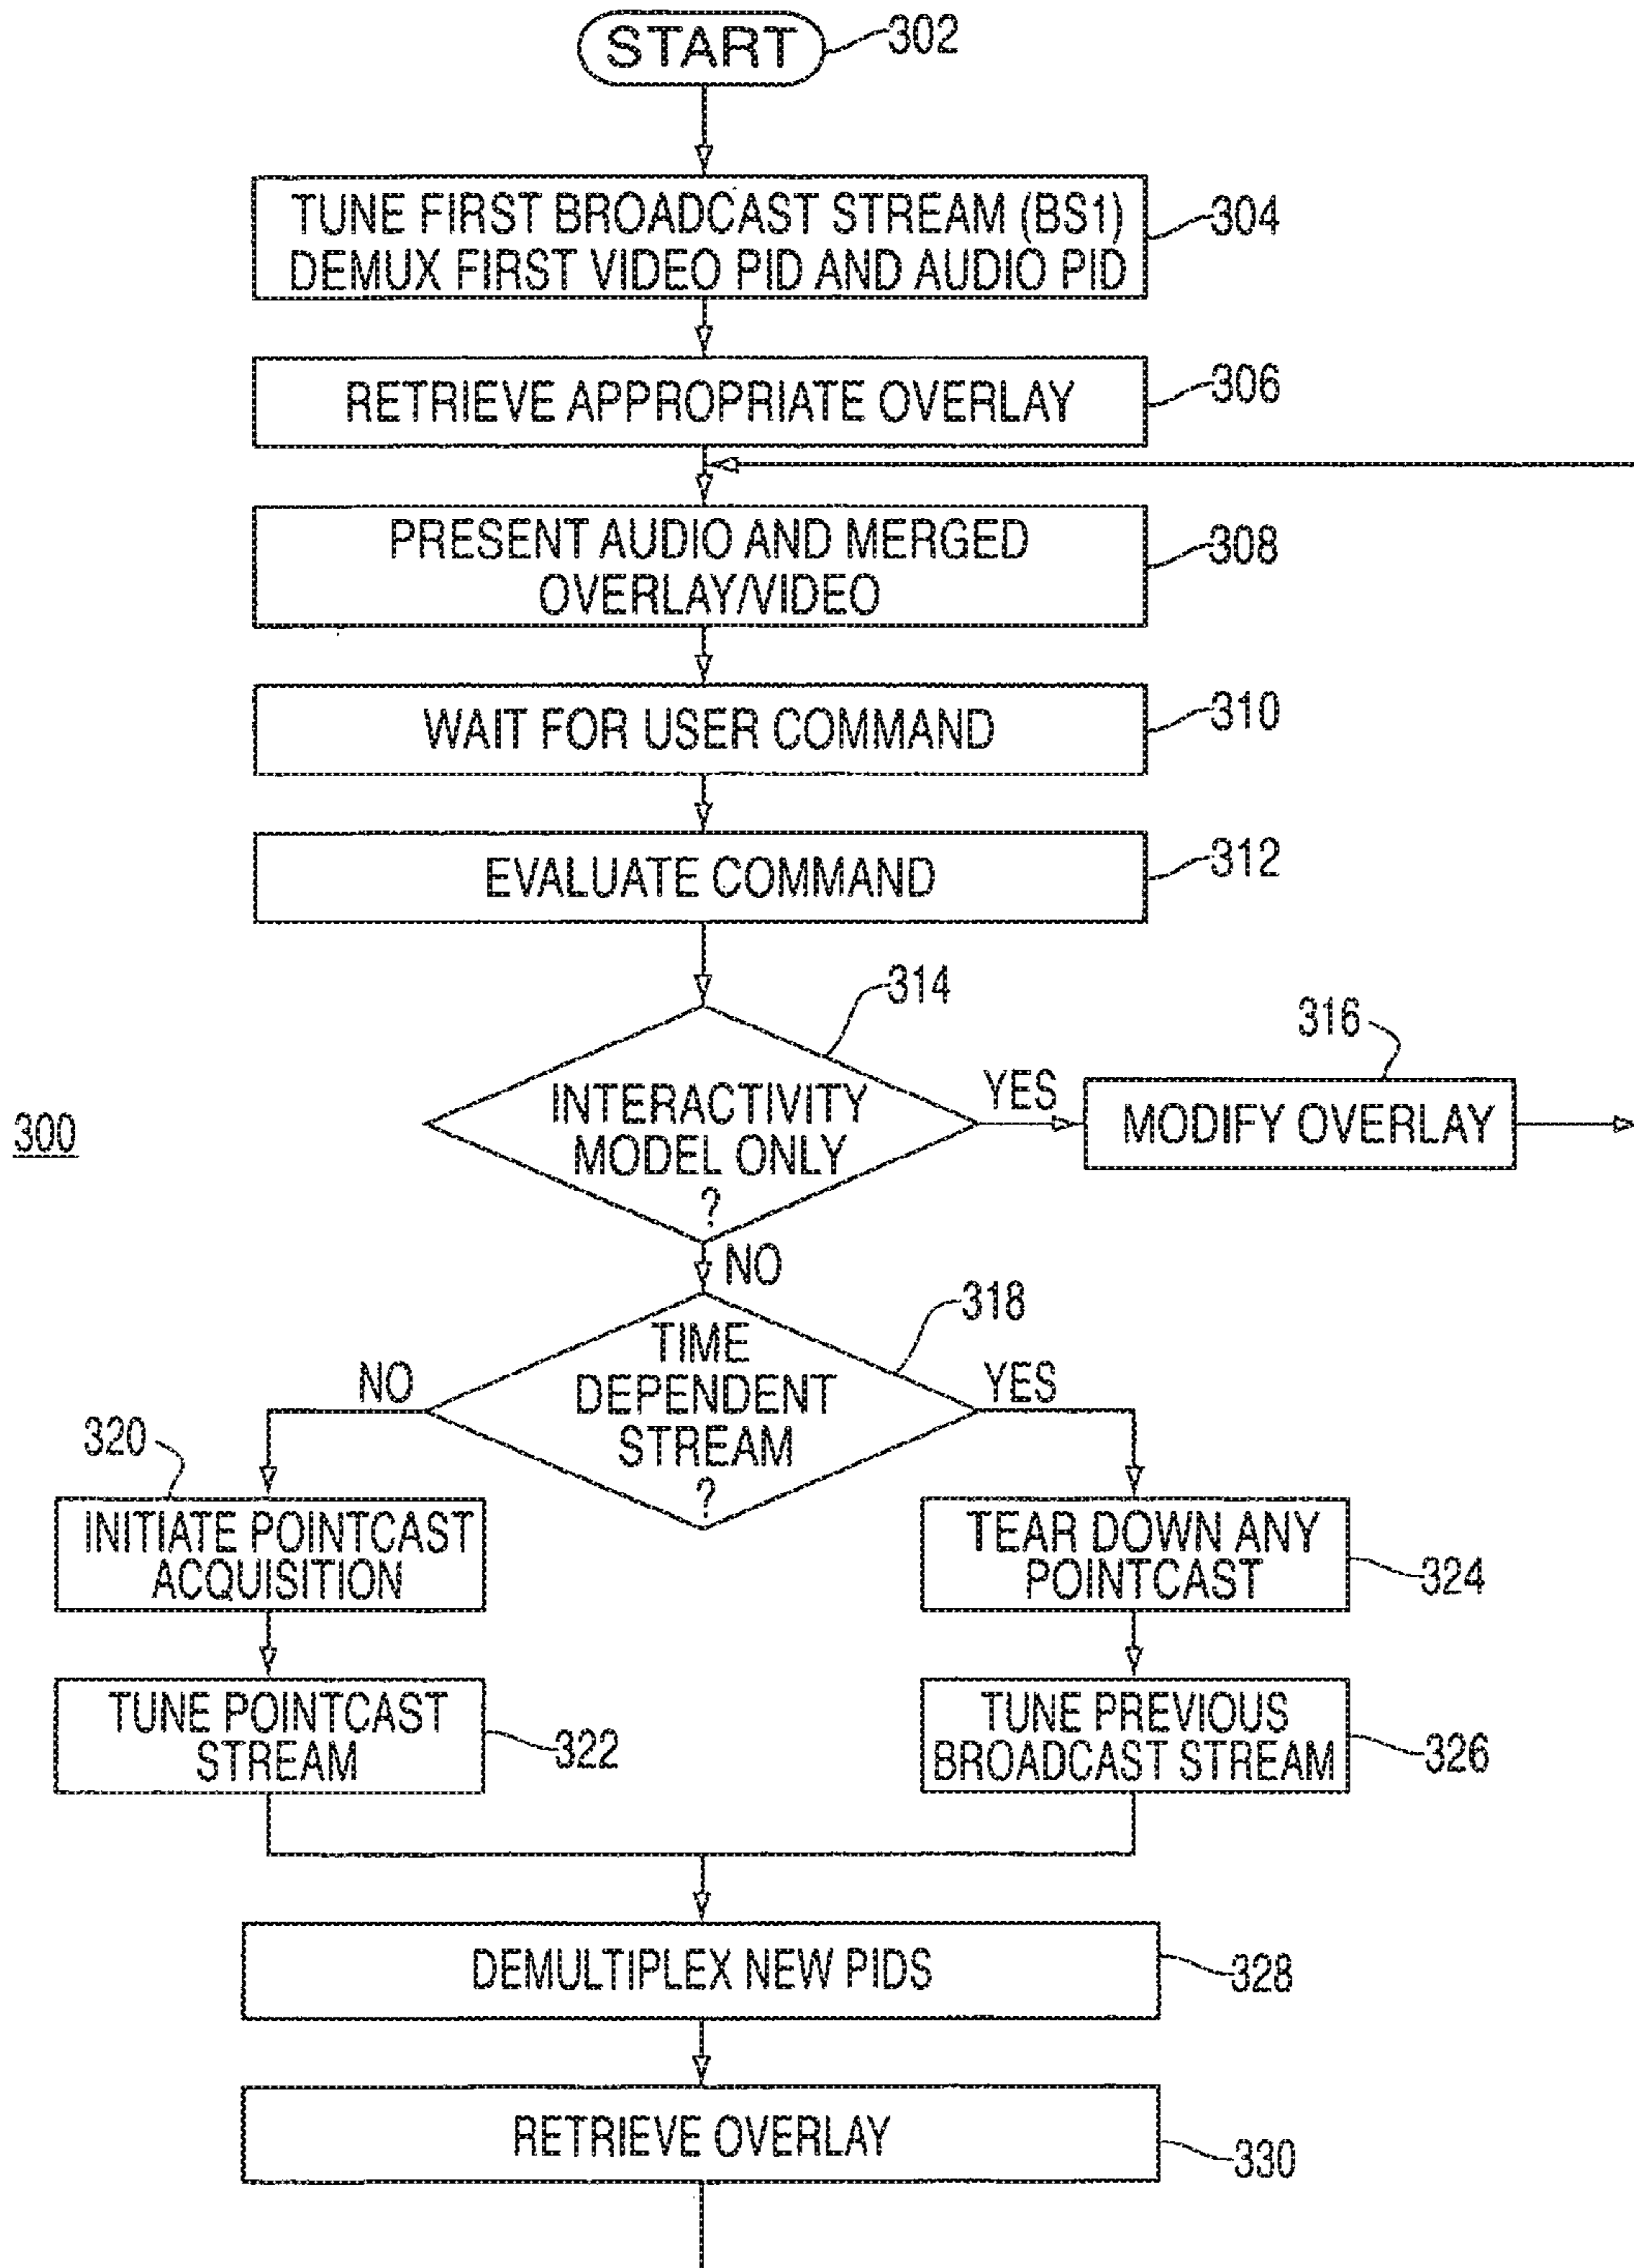 START
302
TUNE FIRST BROADCAST STREAM (BS1)
DEMUX FIRST VIDEO PID AND AUDIO PID
304
RETRIEVE APPROPRIATE OVERLAY
306
PRESENT AUDIO AND MERGED
OVERLAY/VIDEO
308
WAIT FOR USER COMMAND
310
EVALUATE COMMAND
312
314
INTERACTIVITY
MODEL ONLY
?
YES
316
MODIFY OVERLAY
300
NO
318
TIME
DEPENDENT
STREAM
?
NO
YES
320
INITIATE POINTCAST
ACQUISITION
TEAR DOWN ANY
POINTCAST
324
TUNE POINTCAST
STREAM
322
TUNE PREVIOUS
BROADCAST STREAM
326
DEMULTIPLEX NEW PIDS
328
RETRIEVE OVERLAY
330